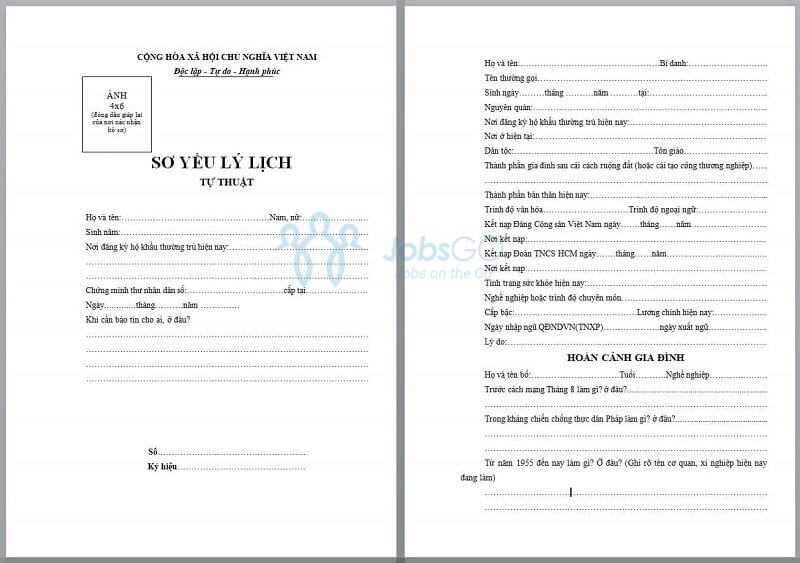 CỘNG HÒA XÃ HỘI CHU NGHĨA VIỆT NAM
Độc lập - Tự do - Hạnh phúc
ẢNH
4x6
(đóng dấu giáp lai
của nơi xác nhận
hồ sơ)
SƠ YẾU LÝ LỊCH
TỰ THUẬT
Họ và tên:..........................................................Nam, nữ:..........................
Sinh năm:.........................................................................................
Nơi đăng ký hộ khẩu thường trú hiện nay:..............................................
Chứng minh thư nhân dân số:....................................cấp tại.....................
Ngày............tháng..........năm ...............
Khi cần báo tin cho ai, ở đâu?..............................................................
Số......................................................
Ký hiệu................................................
JobsGO
Jobs on the Go
Họ và tên:....................................................Bí danh:.............................
Tên thường gọi..................................................................................
Sinh ngày.........tháng .........năm ...........tại:..........................................
Nguyên quán:....................................................................................
Nơi đăng ký hộ khẩu thường trú hiện nay:..............................................
Nơi ở hiện tại:...................................................................................
Dân tộc:...................................................Tôn giáo..............................
Thành phần gia đình sau cải cách ruộng đất (hoặc cải tạo công thương nghiệp)......
Thành phần bản thân hiện nay:.............................................................
Trình độ văn hóa..............................Trình độ ngoại ngữ:.......................
Kết nạp Đảng Cộng sản Việt Nam ngày......tháng......năm..........................
Nơi kết nạp:......................................................................................
Kết nạp Đoàn TNCS HCM ngày.......tháng......năm..................................
Nơi kết nạp:......................................................................................
Tình trạng sức khỏe hiện nay:..............................................................
Nghề nghiệp hoặc trình độ chuyên môn..................................................
Cấp bậc:..........................................Lương chính hiện nay:....................
Ngày nhập ngũ QĐNDVN(TNXP)........................ngày xuất ngũ...............
Lý do:.............................................................................................
HOÀN CẢNH GIA ĐÌNH
Họ và tên bố:......................................Tuổi..........Nghề nghiệp................
Trước cách mạng Tháng 8 làm gì? ở đâu?................................................
Trong kháng chiến chống thực dân Pháp làm gì? ở đâu?.............................
Từ năm 1955 đến nay làm gì? Ở đâu? (Ghi rõ tên cơ quan, xí nghiệp hiện nay
đang làm)